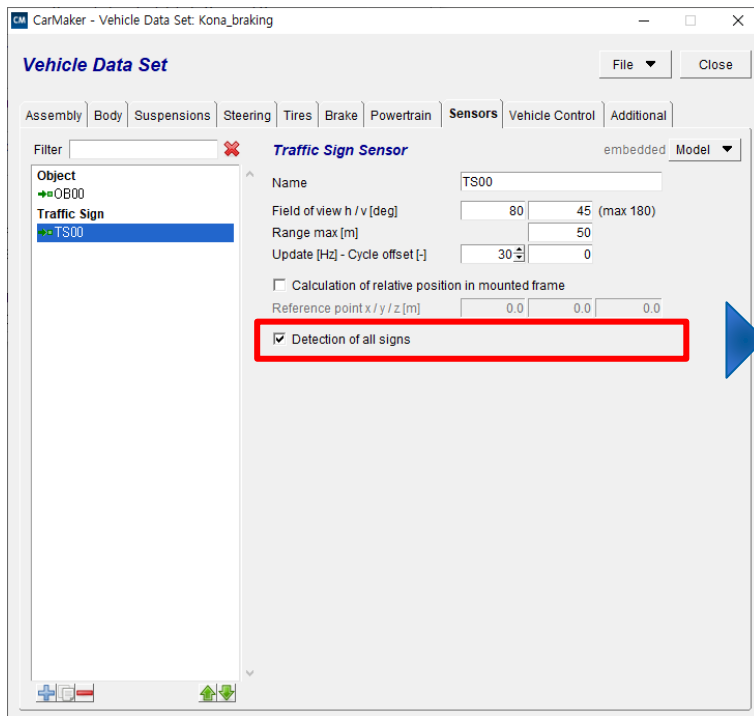 CM CarMaker - Vehicle Data Set: Kona_braking
Vehicle Data Set
File Close
Assembly Body Suspensions Steering Tires Brake Powertrain Sensors Vehicle Control Additional
Filter
Object
OB00
Traffic Sign
TS00
Traffic Sign Sensor embedded Model
Name TS00
Field of view h / v [deg] 80 45 (max 180)
Range max [m] 50
Update [Hz] - Cycle offset [-] 30 0
Calculation of relative position in mounted frame
Reference point x / y / z [m] 0.0 0.0 0.0
Detection of all signs